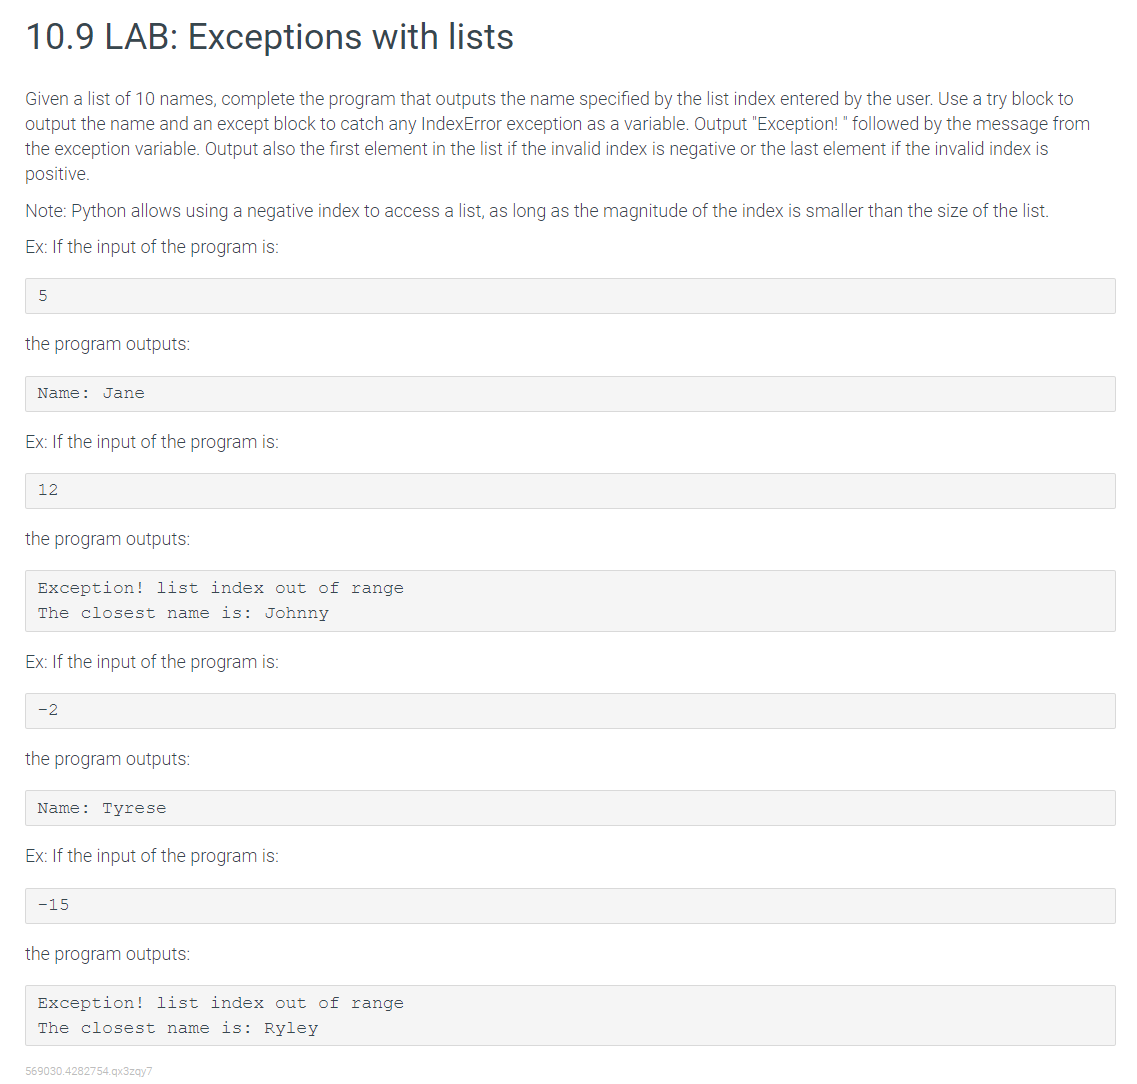 10.9 LAB: Exceptions with lists
Given a list of 10 names, complete the program that outputs the name specified by the list index entered by the user. Use a try block to
output the name and an except block to catch any IndexError exception as a variable. Output "Exception! " followed by the message from
the exception variable. Output also the first element in the list if the invalid index is negative or the last element if the invalid index is
positive.
Note: Python allows using a negative index to access a list, as long as the magnitude of the index is smaller than the size of the list.
Ex: If the input of the program is:
5
the program outputs:
Name: Jane
Ex: If the input of the program is:
12
the program outputs:
Exception! list index out of range
The closest name is: Johnny
Ex: If the input of the program is:
-2
the program outputs:
Name: Tyrese
Ex: If the input of the program is:
-15
the program outputs:
Exception! list index out of range
The closest name is: Ryley
569030.4282754.qx3zqy7